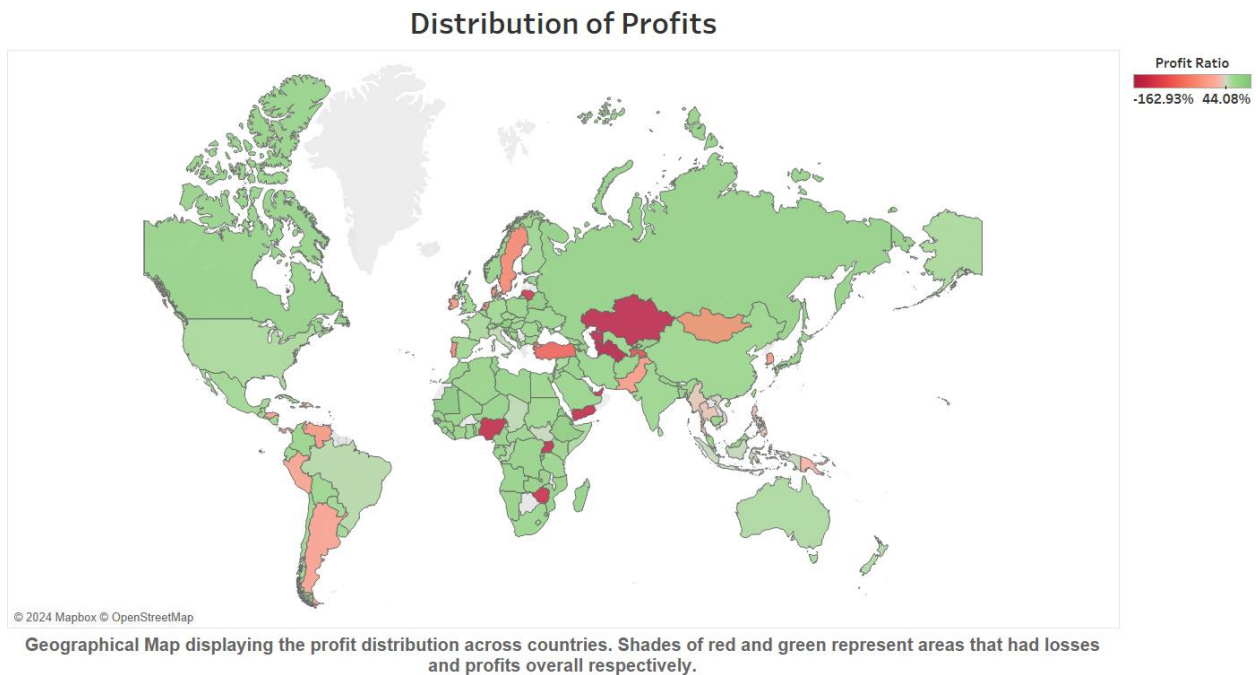 Distribution of Profits
Profit Ratio
-162.93% 44.08%
© 2024 Mapbox © OpenStreetMap
Geographical Map displaying the profit distribution across countries. Shades of red and green represent areas that had losses
and profits overall respectively.